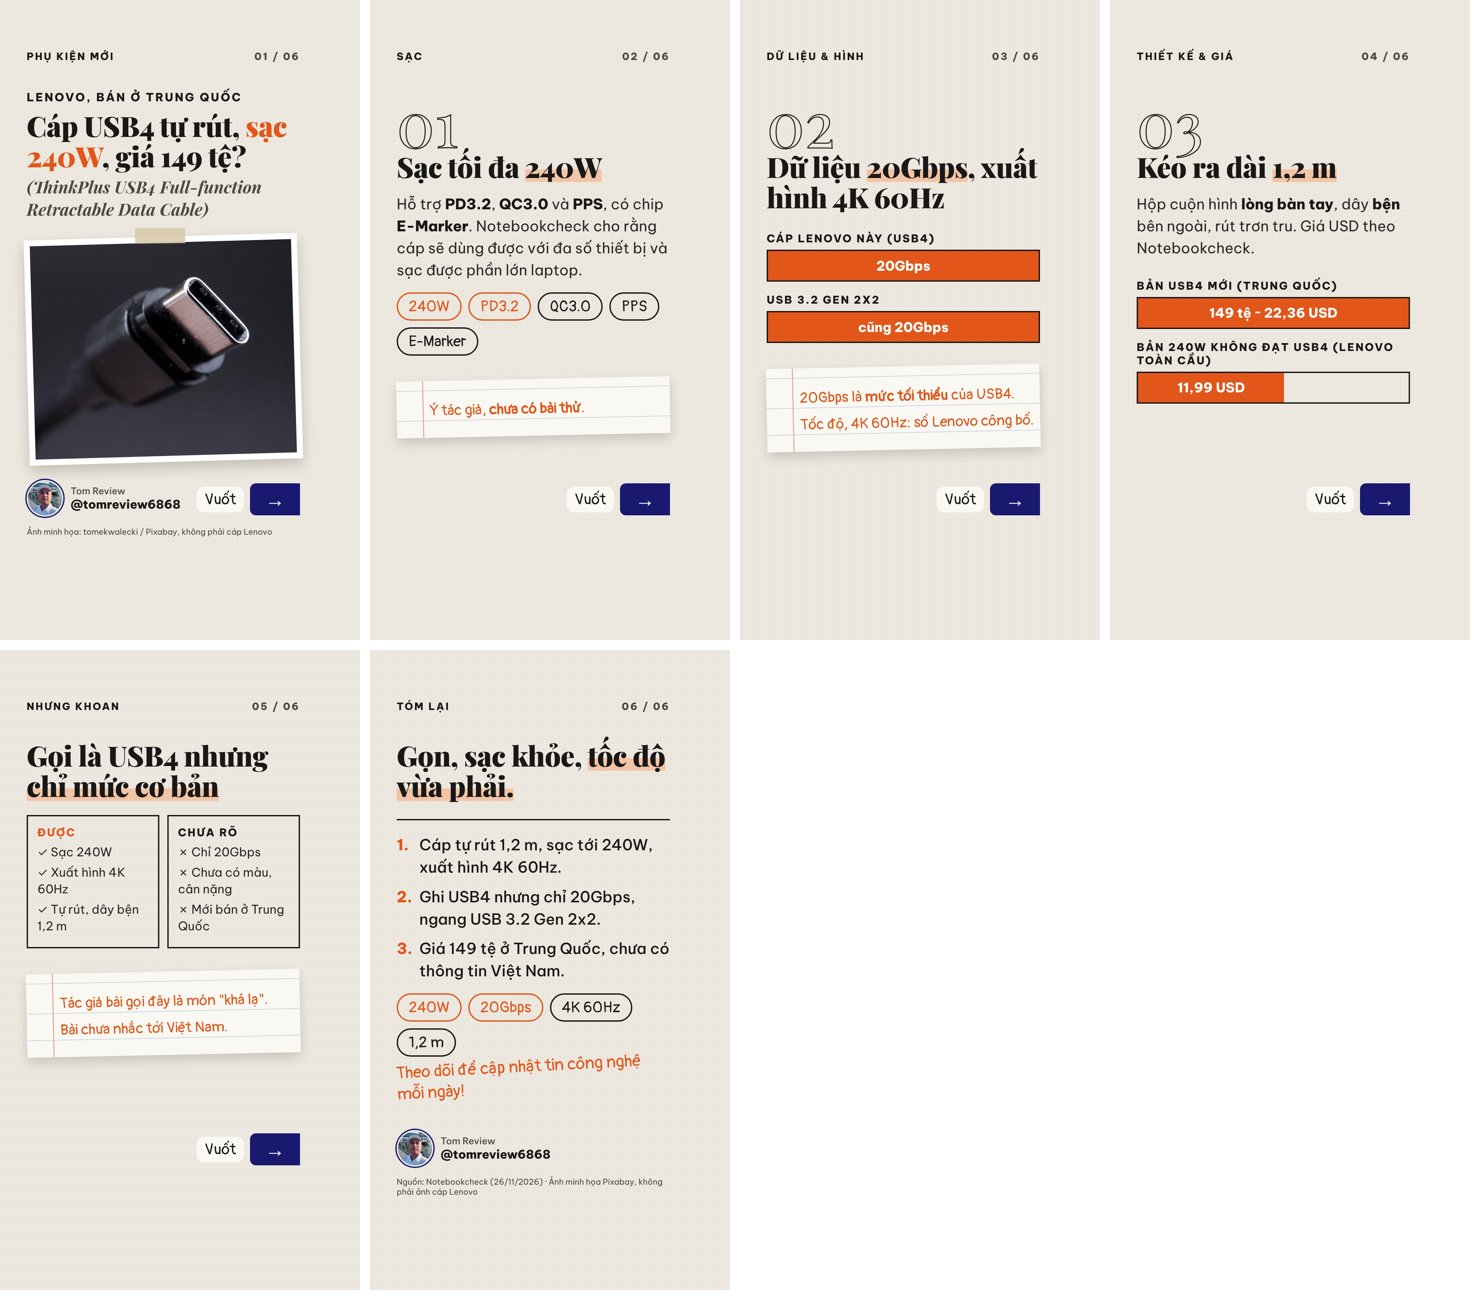 PHỤ KIỆN MỚI
01 / 06
LENOVO, BÁN Ở TRUNG QUỐC
Cáp USB4 tự rút, sạc
240W, giá 149 tệ?
(ThinkPlus USB4 Full-function
Retractable Data Cable)
Tom Review
@tomreview6868
Vuốt
→
Ảnh minh họa: tomekwalecki / Pixabay, không phải cáp Lenovo
SẠC
02 / 06
01
Sạc tối đa 240W
Hỗ trợ PD3.2, QC3.0 và PPS, có chip
E-Marker. Notebookcheck cho rằng
cáp sẽ dùng được với đa số thiết bị và
sạc được phần lớn laptop.
240W
PD3.2
QC3.0
PPS
E-Marker
Ý tác giả, chưa có bài thử.
Vuốt
→
DỮ LIỆU & HÌNH
03 / 06
02
Dữ liệu 20Gbps, xuất
hình 4K 60Hz
CÁP LENOVO NÀY (USB4)
20Gbps
USB 3.2 GEN 2X2
cũng 20Gbps
20Gbps là mức tối thiểu của USB4.
Tốc độ, 4K 60Hz: số Lenovo công bố.
Vuốt
→
THIẾT KẾ & GIÁ
04 / 06
03
Kéo ra dài 1,2 m
Hộp cuộn hình lòng bàn tay, dây bện
bên ngoài, rút trơn tru. Giá USD theo
Notebookcheck.
BẢN USB4 MỚI (TRUNG QUỐC)
149 tệ ~ 22,36 USD
BẢN 240W KHÔNG ĐẠT USB4 (LENOVO
TOÀN CẦU)
11,99 USD
Vuốt
→
NHƯNG KHOAN
05 / 06
Gọi là USB4 nhưng
chỉ mức cơ bản
ĐƯỢC
✓ Sạc 240W
✓ Xuất hình 4K
60Hz
✓ Tự rút, dây bện
1,2 m
CHƯA RÕ
× Chỉ 20Gbps
× Chưa có màu,
cân nặng
× Mới bán ở Trung
Quốc
Tác giả bài gọi đây là món "khá lạ".
Bài chưa nhắc tới Việt Nam.
Vuốt
→
TÓM LẠI
06 / 06
Gọn, sạc khỏe, tốc độ
vừa phải.
1. Cáp tự rút 1,2 m, sạc tới 240W,
xuất hình 4K 60Hz.
2. Ghi USB4 nhưng chỉ 20Gbps,
ngang USB 3.2 Gen 2x2.
3. Giá 149 tệ ở Trung Quốc, chưa có
thông tin Việt Nam.
240W
20Gbps
4K 60Hz
1,2 m
Theo dõi để cập nhật tin công nghệ
mỗi ngày!
Tom Review
@tomreview6868
Nguồn: Notebookcheck (26/11/2026) · Ảnh minh họa Pixabay, không
phải ảnh cáp Lenovo